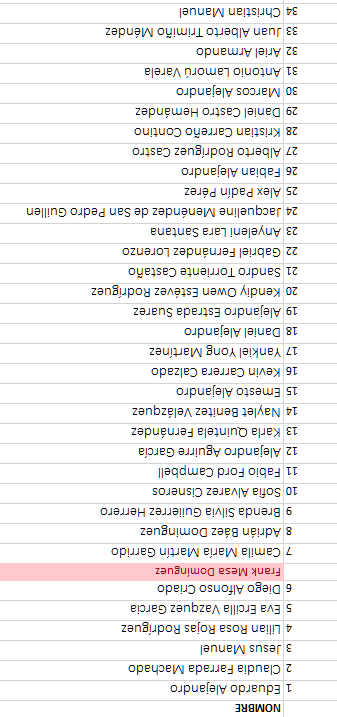 NOMBRE
1 Eduardo Alejandro
2 Claudia Farrada Machado
3 Jesus Manuel
4 Lilian Rosa Rojas Rodríguez
5 Eva Ercilla Vazquez García
6 Diego Alfonso Criado
Frank Mesa Domínguez
7 Camila María Martín Garrido
8 Adrián Báez Dominguez
9 Brenda Silvia Guiierrez Herrero
10 Sofia Alvarez Cisneros
11 Fabio Ford Campbell
12 Alejandro Aguirre García
13 Karla Quintela Fernández
14 Naylet Benitez Velázquez
15 Ernesto Alejandro
16 Kevin Carrera Calzado
17 Yankiel Yong Martínez
18 Daniel Alejandro
19 Alejandro Estrada Suarez
20 Kendiy Owen Estévez Rodríguez
21 Sandro Torriente Castaño
22 Gabriel Fernández Lorenzo
23 Anyeleni Lara Santana
24 Jacqueline Menéndez de San Pedro Guillen
25 Alex Padín Pérez
26 Fabian Alejandro
27 Alberto Rodríguez Castro
28 Kristian Carreño Contino
29 Daniel Castro Hernández
30 Marcos Alejandro
31 Antonio Lamorú Varela
32 Ariel Armando
33 Juan Alberto Trimiño Méndez
34 Christian Manuel